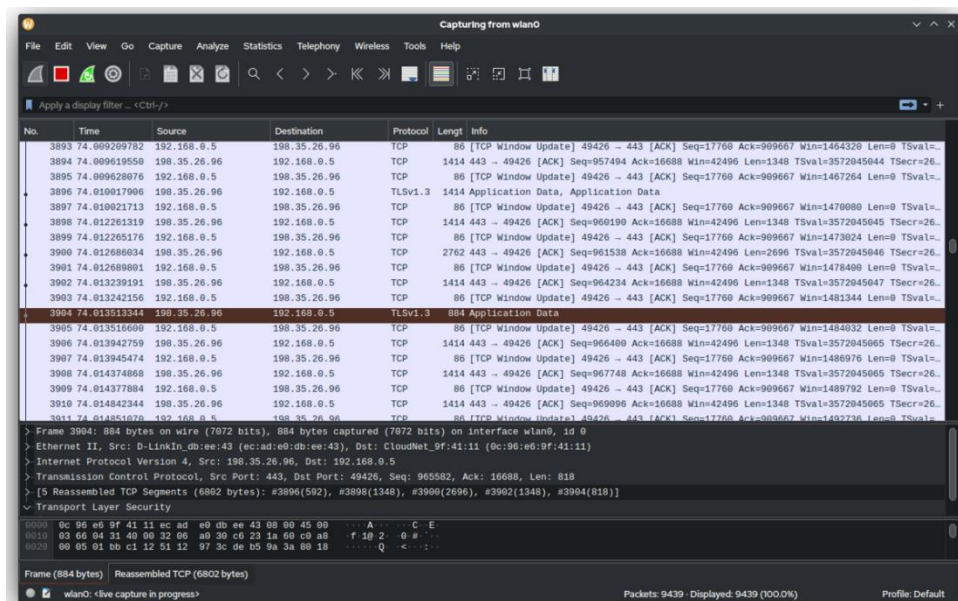 Capturing from wlan0
File Edit View Go Capture Analyze Statistics Telephony Wireless Tools Help
Apply a display filter ... <Ctrl-/>
No. Time Source Destination Protocol Lengt Info
3893 74.009209782 192.168.0.5 198.35.26.96 TCP 86 [TCP Window Update] 49426 → 443 [ACK] Seq=17760 Ack=909667 Win=1464320 Len=0 TSval=…
3894 74.009619550 198.35.26.96 192.168.0.5 TCP 1414 443 → 49426 [ACK] Seq=957494 Ack=16688 Win=42496 Len=1348 TSval=3572045044 TSecr=26…
3895 74.009628076 192.168.0.5 198.35.26.96 TCP 86 [TCP Window Update] 49426 → 443 [ACK] Seq=17760 Ack=909667 Win=1467264 Len=0 TSval=…
3896 74.010017906 198.35.26.96 192.168.0.5 TLSv1.3 1414 Application Data, Application Data
3897 74.010021713 192.168.0.5 198.35.26.96 TCP 86 [TCP Window Update] 49426 → 443 [ACK] Seq=17760 Ack=909667 Win=1470080 Len=0 TSval=…
3898 74.012261319 198.35.26.96 192.168.0.5 TCP 1414 443 → 49426 [ACK] Seq=960190 Ack=16688 Win=42496 Len=1348 TSval=3572045045 TSecr=26…
3899 74.012265176 192.168.0.5 198.35.26.96 TCP 86 [TCP Window Update] 49426 → 443 [ACK] Seq=17760 Ack=909667 Win=1473024 Len=0 TSval=…
3900 74.012686034 198.35.26.96 192.168.0.5 TCP 2762 443 → 49426 [ACK] Seq=961538 Ack=16688 Win=42496 Len=2696 TSval=3572045046 TSecr=26…
3901 74.012689801 192.168.0.5 198.35.26.96 TCP 86 [TCP Window Update] 49426 → 443 [ACK] Seq=17760 Ack=909667 Win=1478400 Len=0 TSval=…
3902 74.013239191 198.35.26.96 192.168.0.5 TCP 1414 443 → 49426 [ACK] Seq=964234 Ack=16688 Win=42496 Len=1348 TSval=3572045047 TSecr=26…
3903 74.013242156 192.168.0.5 198.35.26.96 TCP 86 [TCP Window Update] 49426 → 443 [ACK] Seq=17760 Ack=909667 Win=1481344 Len=0 TSval=…
3904 74.013513344 198.35.26.96 192.168.0.5 TLSv1.3 884 Application Data
3905 74.013516600 192.168.0.5 198.35.26.96 TCP 86 [TCP Window Update] 49426 → 443 [ACK] Seq=17760 Ack=909667 Win=1484032 Len=0 TSval=…
3906 74.013942759 198.35.26.96 192.168.0.5 TCP 1414 443 → 49426 [ACK] Seq=966400 Ack=16688 Win=42496 Len=1348 TSval=3572045065 TSecr=26…
3907 74.013945474 192.168.0.5 198.35.26.96 TCP 86 [TCP Window Update] 49426 → 443 [ACK] Seq=17760 Ack=909667 Win=1486976 Len=0 TSval=…
3908 74.014374868 198.35.26.96 192.168.0.5 TCP 1414 443 → 49426 [ACK] Seq=967748 Ack=16688 Win=42496 Len=1348 TSval=3572045065 TSecr=26…
3909 74.014377884 192.168.0.5 198.35.26.96 TCP 86 [TCP Window Update] 49426 → 443 [ACK] Seq=17760 Ack=909667 Win=1489792 Len=0 TSval=…
3910 74.014842344 198.35.26.96 192.168.0.5 TCP 1414 443 → 49426 [ACK] Seq=969096 Ack=16688 Win=42496 Len=1348 TSval=3572045065 TSecr=26…
3911 74.014851070 192.168.0.5 198.35.26.96 TCP 86 [TCP Window Update] 49426 → 443 [ACK] Seq=17760 Ack=909667 Win=1492736 Len=0 TSval=…
Frame 3904: 884 bytes on wire (7072 bits), 884 bytes captured (7072 bits) on interface wlan0, id 0
Ethernet II, Src: D-LinkIn_db:ee:43 (ec:ad:e0:db:ee:43), Dst: CloudNet_9f:41:11 (0c:96:e6:9f:41:11)
Internet Protocol Version 4, Src: 198.35.26.96, Dst: 192.168.0.5
Transmission Control Protocol, Src Port: 443, Dst Port: 49426, Seq: 965582, Ack: 16688, Len: 818
[5 Reassembled TCP Segments (6802 bytes): #3896(592), #3898(1348), #3900(2696), #3902(1348), #3904(818)]
Transport Layer Security
0000 0c 96 e6 9f 41 11 ec ad e0 db ee 43 08 00 45 00 ····A··· ···C··E·
0010 03 66 04 31 40 00 32 06 a0 30 c6 23 1a 60 c0 a8 ·f·1@·2· ·0·#·`··
0020 00 05 01 bb c1 12 51 12 97 3c de b5 9a 3a 80 18 ······Q· ·<···:··
Frame (884 bytes) Reassembled TCP (6802 bytes)
wlan0: <live capture in progress> Packets: 9439 · Displayed: 9439 (100.0%) Profile: Default